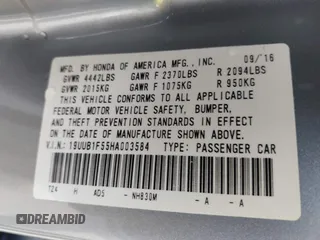 MFD. BY HONDA OF AMERICA MFG., INC. 09/16
GVWR 4442LBS GAWR F 2370LBS R 2094LBS
GVWR 2015KG GAWR F 1075KG R 950KG
THIS VEHICLE CONFORMS TO ALL APPLICABLE
FEDERAL MOTOR VEHICLE SAFETY, BUMPER,
AND THEFT PREVENTION STANDARDS IN EFFECT ON
THE DATE OF MANUFACTURE SHOWN ABOVE.
V.I.N.: 19UUB1F55HA003584 TYPE: PASSENGER CAR
T24 H AD5 - NH830M - A - A
DREAMBID